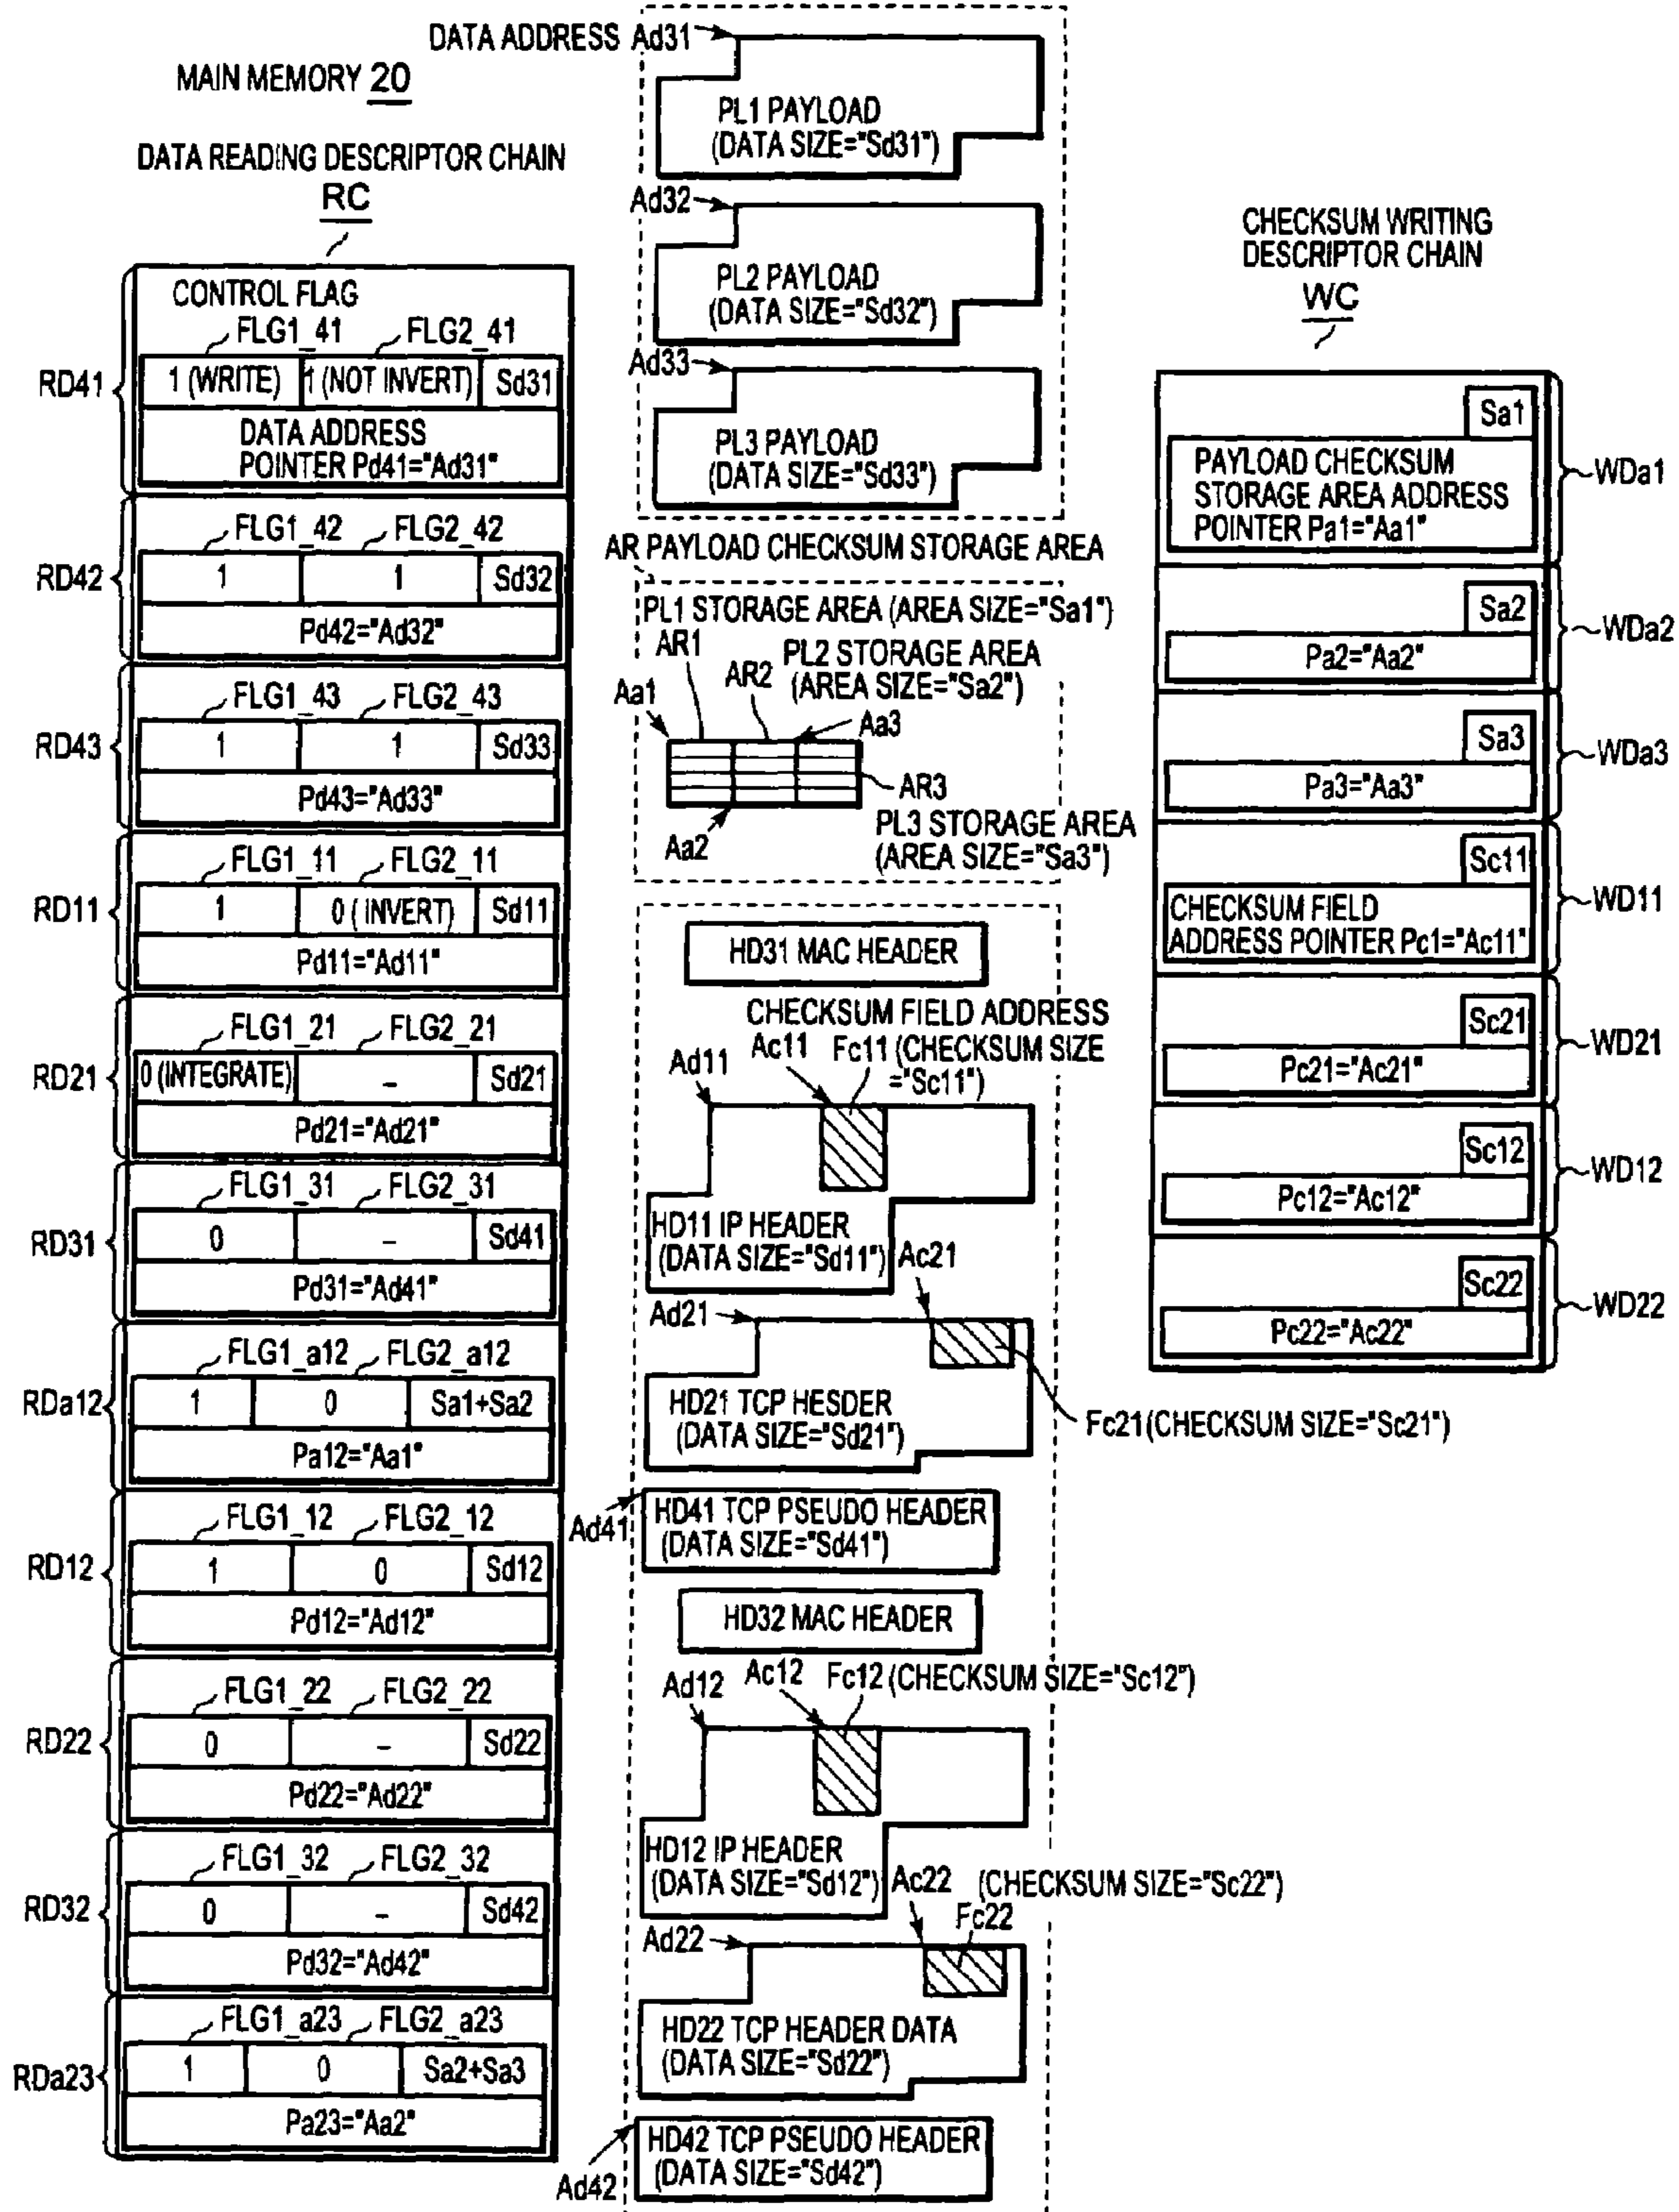 MAIN MEMORY 20
DATA READING DESCRIPTOR CHAIN
RC
CONTROL FLAG
FLG1_41 FLG2_41
RD41
1 (WRITE) 1 (NOT INVERT) Sd31
DATA ADDRESS
POINTER Pd41="Ad31"
FLG1_42 FLG2_42
RD42
1 1 Sd32
Pd42="Ad32"
FLG1_43 FLG2_43
RD43
1 1 Sd33
Pd43="Ad33"
FLG1_11 FLG2_11
RD11
1 0 (INVERT) Sd11
Pd11="Ad11"
FLG1_21 FLG2_21
RD21
0 (INTEGRATE) - Sd21
Pd21="Ad21"
FLG1_31 FLG2_31
RD31
0 - Sd41
Pd31="Ad41"
FLG1_a12 FLG2_a12
RDa12
1 0 Sa1+Sa2
Pa12="Aa1"
FLG1_12 FLG2_12
RD12
1 0 Sd12
Pd12="Ad12"
FLG1_22 FLG2_22
RD22
0 - Sd22
Pd22="Ad22"
FLG1_32 FLG2_32
RD32
0 - Sd42
Pd32="Ad42"
FLG1_a23 FLG2_a23
RDa23
1 0 Sa2+Sa3
Pa23="Aa2"
DATA ADDRESS Ad31
PL1 PAYLOAD
(DATA SIZE="Sd31")
Ad32
PL2 PAYLOAD
(DATA SIZE="Sd32")
Ad33
PL3 PAYLOAD
(DATA SIZE="Sd33")
AR PAYLOAD CHECKSUM STORAGE AREA
PL1 STORAGE AREA (AREA SIZE="Sa1")
AR1
PL2 STORAGE AREA
(AREA SIZE="Sa2")
AR2
Aa1
Aa3
AR3
PL3 STORAGE AREA
(AREA SIZE="Sa3")
Aa2
HD31 MAC HEADER
CHECKSUM FIELD ADDRESS
Ac11 Fc11 (CHECKSUM SIZE
="Sc11")
Ad11
HD11 IP HEADER
(DATA SIZE="Sd11")
Ac21
Ad21
HD21 TCP HESDER
(DATA SIZE="Sd21")
Fc21(CHECKSUM SIZE="Sc21")
Ad41
HD41 TCP PSEUDO HEADER
(DATA SIZE="Sd41")
HD32 MAC HEADER
Ad12 Ac12 Fc12 (CHECKSUM SIZE="Sc12")
HD12 IP HEADER
(DATA SIZE="Sd12")
Ac22 (CHECKSUM SIZE="Sc22")
Fc22
Ad22
HD22 TCP HEADER DATA
(DATA SIZE="Sd22")
HD42 TCP PSEUDO HEADER
(DATA SIZE="Sd42")
Ad42
CHECKSUM WRITING
DESCRIPTOR CHAIN
WC
Sa1
PAYLOAD CHECKSUM
STORAGE AREA ADDRESS
POINTER Pa1="Aa1"
WDa1
Sa2
Pa2="Aa2"
WDa2
Sa3
Pa3="Aa3"
WDa3
Sc11
CHECKSUM FIELD
ADDRESS POINTER Pc1="Ac11"
WD11
Sc21
Pc21="Ac21"
WD21
Sc12
Pc12="Ac12"
WD12
Sc22
Pc22="Ac22"
WD22